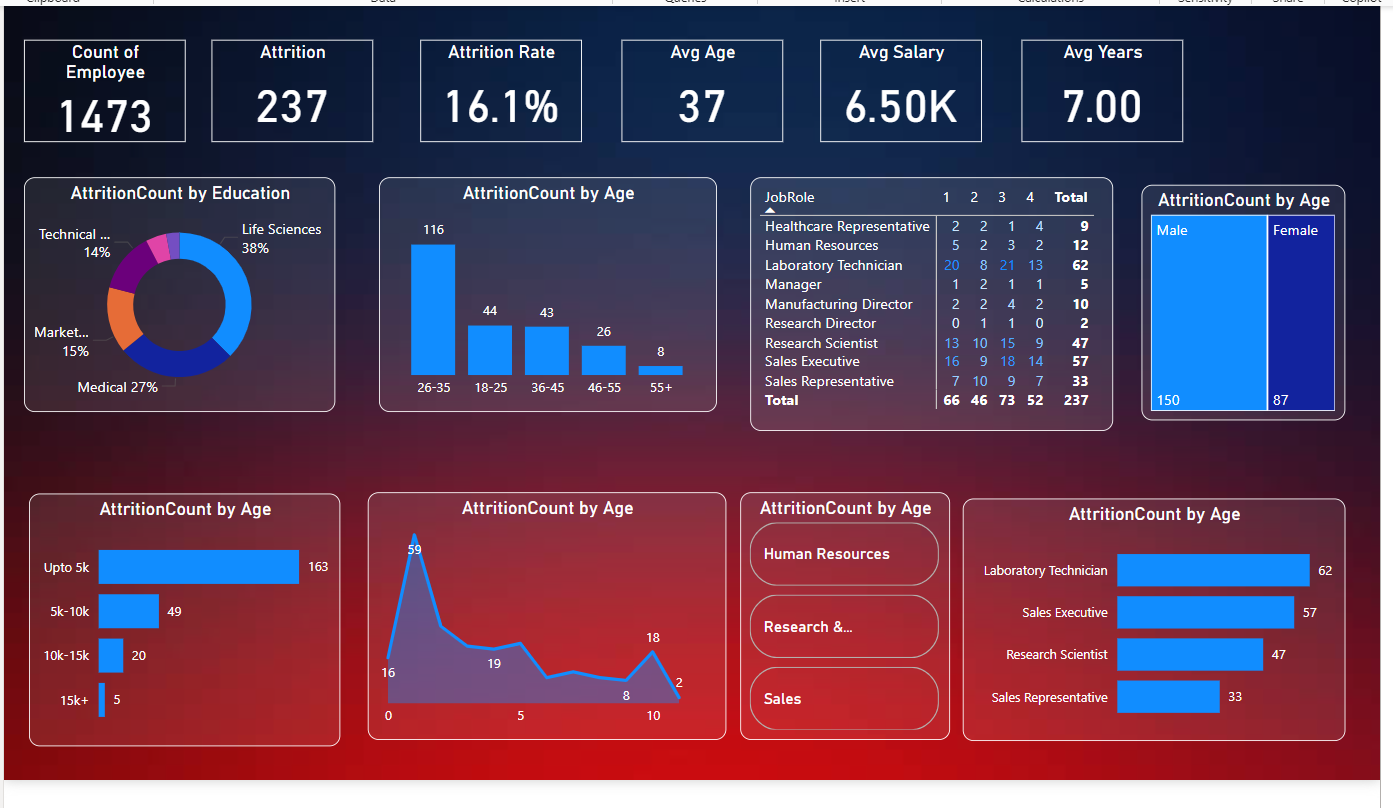 Clipboard Data Queries Insert Calculations Sensitivity Share Copilot
Count of
Employee
1473
Attrition
237
Attrition Rate
16.1%
Avg Age
37
Avg Salary
6.50K
Avg Years
7.00
AttritionCount by Education
Life Sciences
38%
Technical ...
14%
Market...
15%
Medical 27%
AttritionCount by Age
116
44
43
26
8
26-35 18-25 36-45 46-55 55+
JobRole 1 2 3 4 Total
Healthcare Representative 2 2 1 4 9
Human Resources 5 2 3 2 12
Laboratory Technician 20 8 21 13 62
Manager 1 2 1 1 5
Manufacturing Director 2 2 4 2 10
Research Director 0 1 1 0 2
Research Scientist 13 10 15 9 47
Sales Executive 16 9 18 14 57
Sales Representative 7 10 9 7 33
Total 66 46 73 52 237
AttritionCount by Age
Male Female
150 87
AttritionCount by Age
Upto 5k 163
5k-10k 49
10k-15k 20
15k+ 5
AttritionCount by Age
59
16
19
18
8
2
0 5 10
AttritionCount by Age
Human Resources
Research &...
Sales
AttritionCount by Age
Laboratory Technician 62
Sales Executive 57
Research Scientist 47
Sales Representative 33